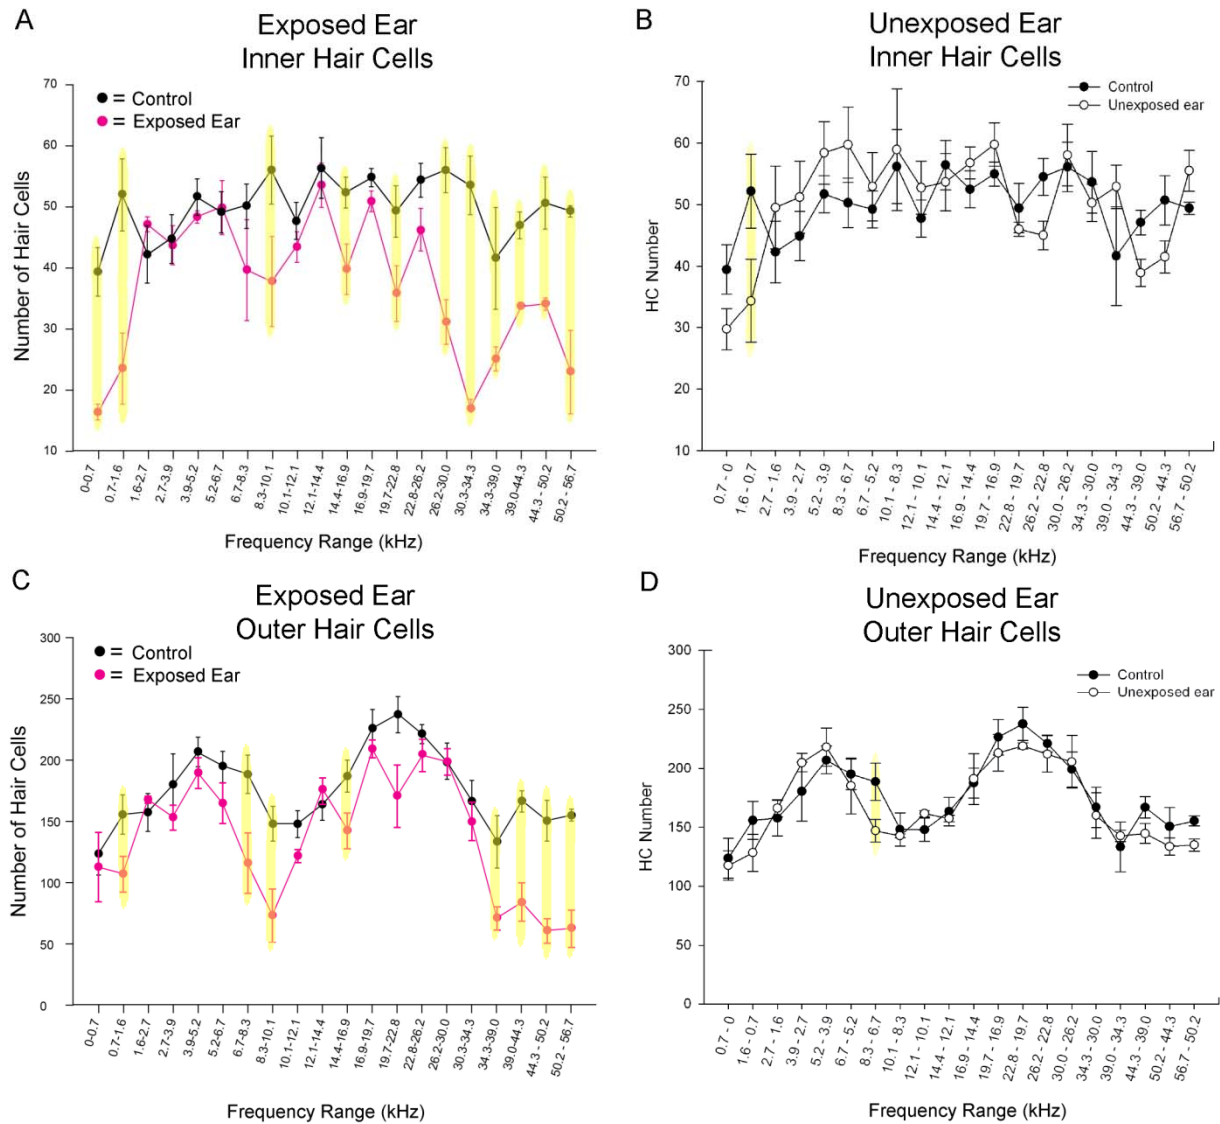 A
Exposed Ear
Inner Hair Cells
70
60
50
40
30
20
10
Number of Hair Cells
= Control
= Exposed Ear
0-0.7
0.7-1.6
1.6-2.7
2.7-3.9
3.9-5.2
5.2-6.7
6.7-8.3
8.3-10.1
10.1-12.1
12.1-14.4
14.4-16.9
16.9-19.7
19.7-22.8
22.8-26.2
26.2-30.0
30.3-34.3
34.3-39.0
39.0-44.3
44.3 - 50.2
50.2 - 56.7
Frequency Range (kHz)
B
Unexposed Ear
Inner Hair Cells
70
60
50
40
30
20
10
HC Number
Control
Unexposed ear
0.7 - 0
1.6 - 0.7
2.7 - 1.6
3.9 - 2.7
5.2 - 3.9
8.3 - 6.7
6.7 - 5.2
10.1 - 8.3
12.1 - 10.1
14.4 - 12.1
16.9 - 14.4
19.7 - 16.9
22.8 - 19.7
26.2 - 22.8
30.0 - 26.2
34.3 - 30.0
39.0 - 34.3
44.3 - 39.0
50.2 - 44.3
56.7 - 50.2
Frequency Range (kHz)
C
Exposed Ear
Outer Hair Cells
300
250
200
150
100
50
0
Number of Hair Cells
= Control
= Exposed Ear
0-0.7
0.7-1.6
1.6-2.7
2.7-3.9
3.9-5.2
5.2-6.7
6.7-8.3
8.3-10.1
10.1-12.1
12.1-14.4
14.4-16.9
16.9-19.7
19.7-22.8
22.8-26.2
26.2-30.0
30.3-34.3
34.3-39.0
39.0-44.3
44.3 - 50.2
50.2 - 56.7
Frequency Range (kHz)
D
Unexposed Ear
Outer Hair Cells
300
250
200
150
100
50
0
HC Number
Control
Unexposed ear
0.7 - 0
1.6 - 0.7
2.7 - 1.6
3.9 - 2.7
5.2 - 3.9
6.7 - 5.2
8.3 - 6.7
10.1 - 8.3
12.1 - 10.1
14.4 - 12.1
16.9 - 14.4
19.7 - 16.9
22.8 - 19.7
26.2 - 22.8
30.0 - 26.2
34.3 - 30.0
39.0 - 34.3
44.3 - 39.0
50.2 - 44.3
56.7 - 50.2
Frequency Range (kHz)